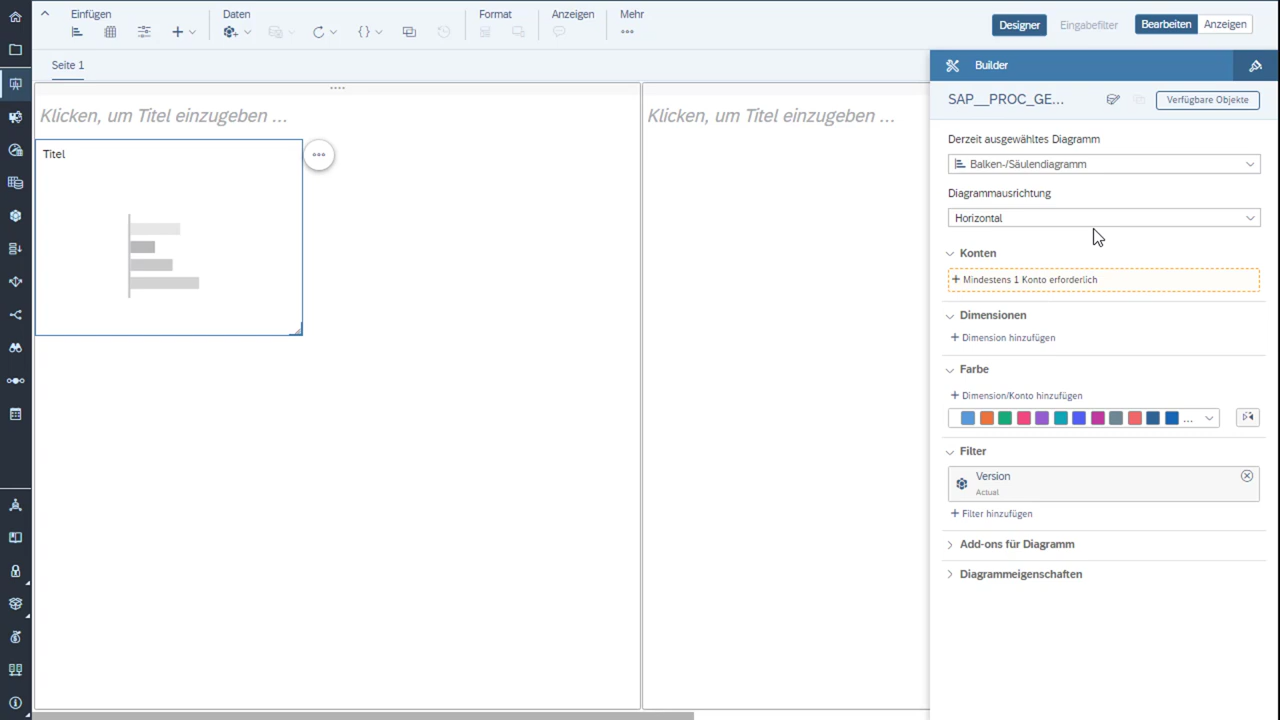 Einfügen
Daten
Format
Anzeigen
Mehr
Designer
Eingabefilter
Bearbeiten
Anzeigen
Seite 1
Builder
Klicken, um Titel einzugeben ...
Klicken, um Titel einzugeben ...
Titel
SAP__PROC_GE...
Verfügbare Objekte
Derzeit ausgewähltes Diagramm
Balken-/Säulendiagramm
Diagrammausrichtung
Horizontal
Konten
+ Mindestens 1 Konto erforderlich
Dimensionen
+ Dimension hinzufügen
Farbe
+ Dimension/Konto hinzufügen
...
Filter
Version
Actual
+ Filter hinzufügen
Add-ons für Diagramm
Diagrammeigenschaften